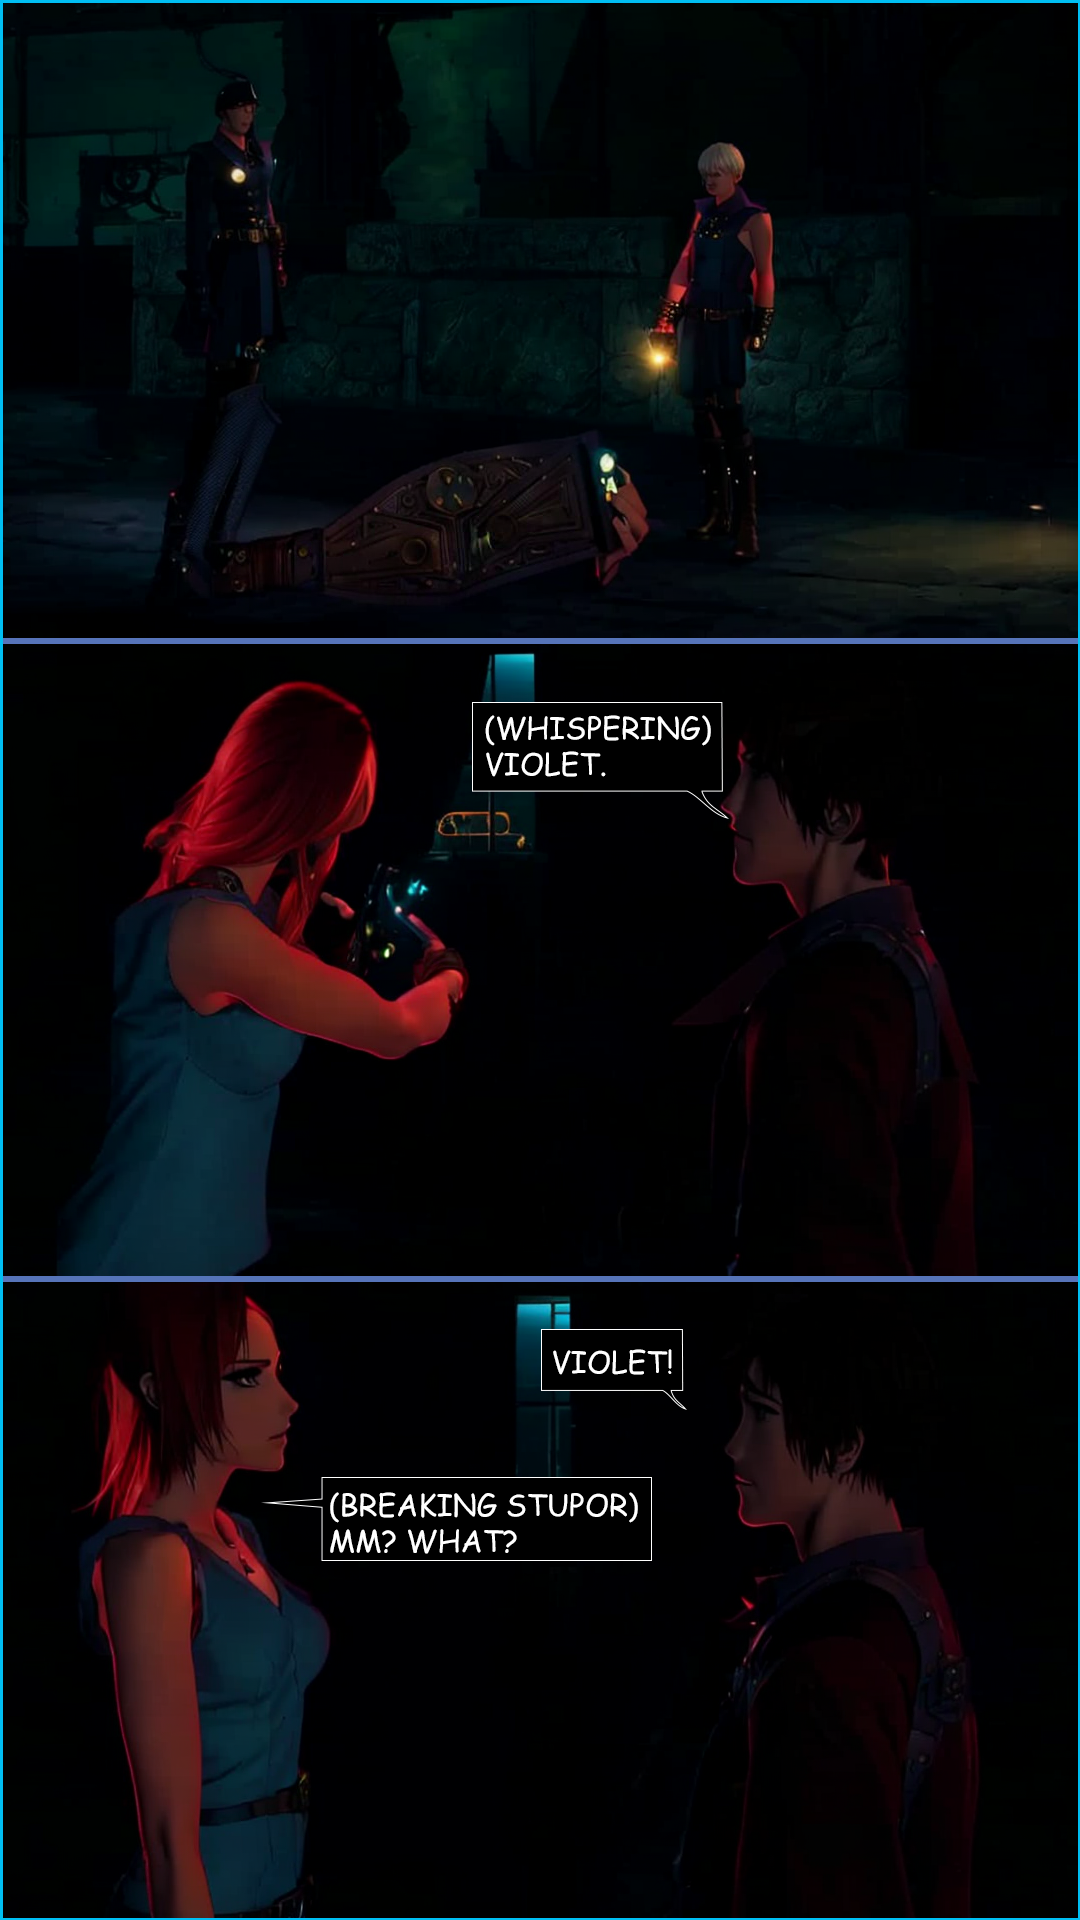 (WHISPERING)
VIOLET.
VIOLET!
(BREAKING STUPOR)
MM? WHAT?